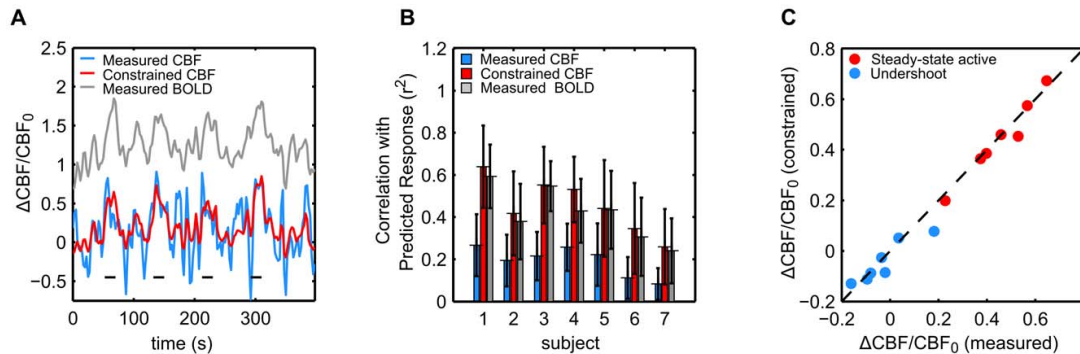 A
ΔCBF/CBF0
2.5
2
1.5
1
0.5
0
−0.5
Measured CBF
Constrained CBF
Measured BOLD
0 100 200 300
time (s)
B
Correlation with
Predicted Response (r2)
1.2
1
0.8
0.6
0.4
0.2
0
Measured CBF
Constrained CBF
Measured BOLD
1 2 3 4 5 6 7
subject
C
ΔCBF/CBF0 (constrained)
0.8
0.6
0.4
0.2
0
−0.2
Steady-state active
Undershoot
−0.2 0 0.2 0.4 0.6
ΔCBF/CBF0 (measured)